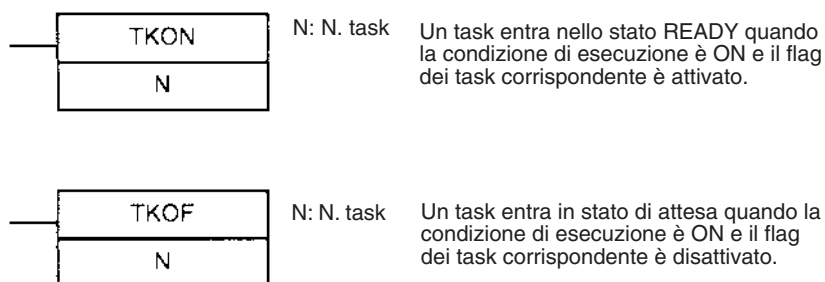 TKON
N
N: N. task
Un task entra nello stato READY quando
la condizione di esecuzione è ON e il flag
dei task corrispondente è attivato.
TKOF
N
N: N. task
Un task entra in stato di attesa quando la
condizione di esecuzione è ON e il flag
dei task corrispondente è disattivato.